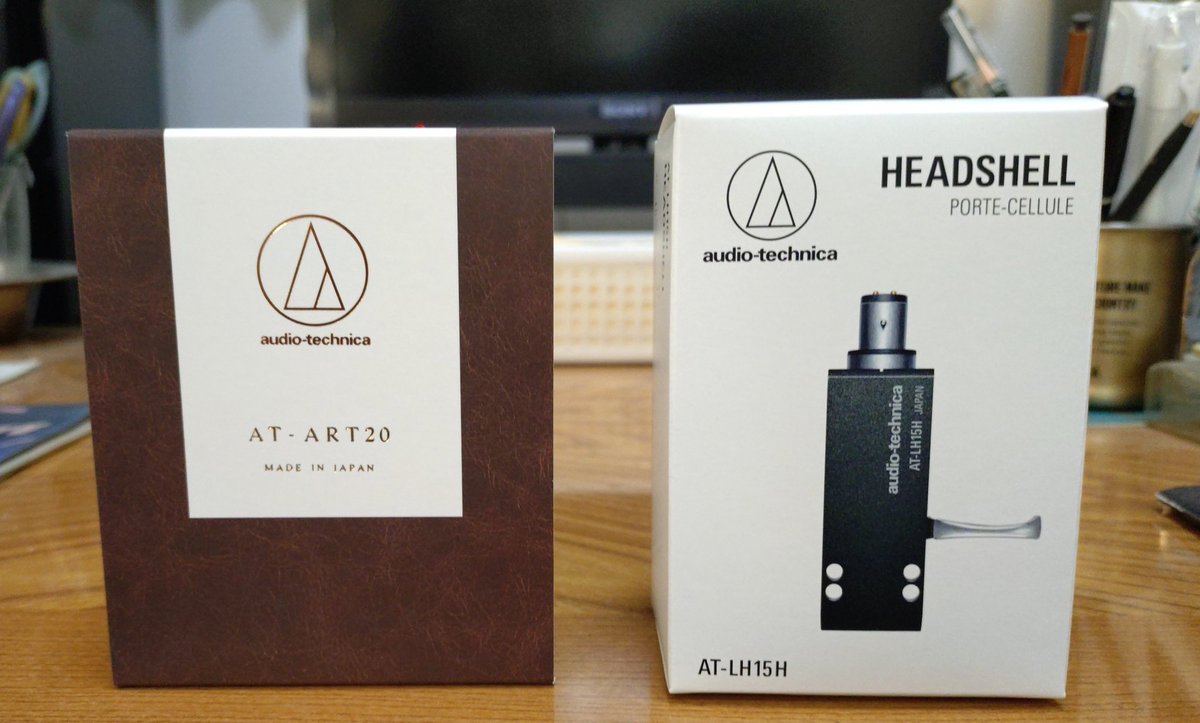 audio-technica
AT-ART20
MADE IN JAPAN
audio-technica
HEADSHELL
PORTE-CELLULE
audio-technica
AT-LH15H JAPAN
AT-LH15H
SONY